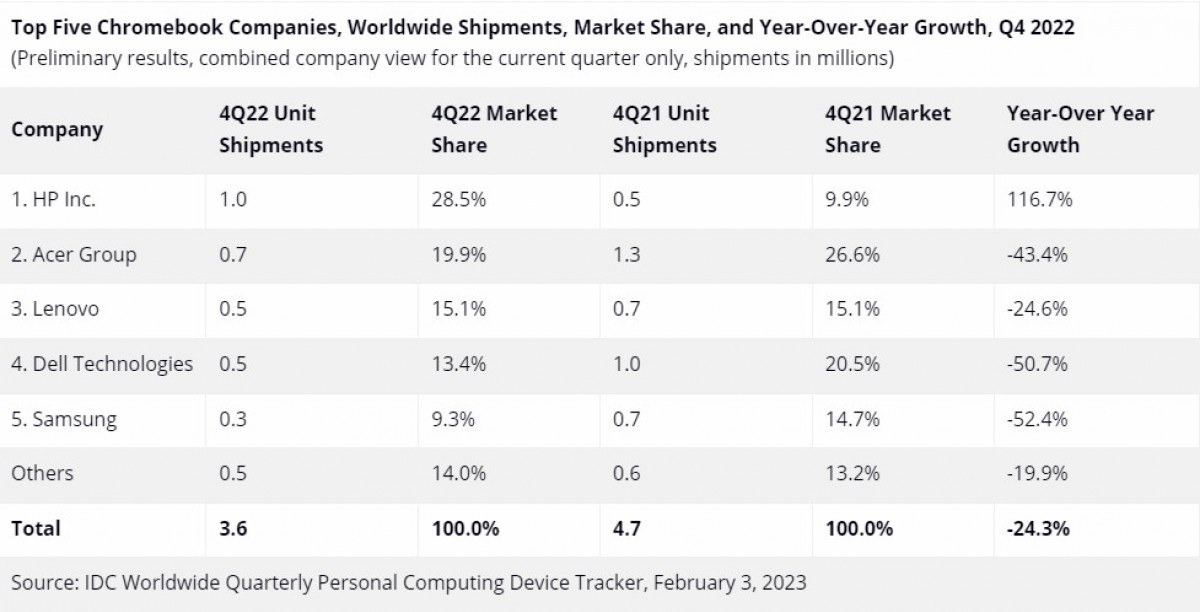 Top Five Chromebook Companies, Worldwide Shipments, Market Share, and Year-Over-Year Growth, Q4 2022
(Preliminary results, combined company view for the current quarter only, shipments in millions)
Company 4Q22 Unit Shipments 4Q22 Market Share 4Q21 Unit Shipments 4Q21 Market Share Year-Over Year Growth
1. HP Inc. 1.0 28.5% 0.5 9.9% 116.7%
2. Acer Group 0.7 19.9% 1.3 26.6% -43.4%
3. Lenovo 0.5 15.1% 0.7 15.1% -24.6%
4. Dell Technologies 0.5 13.4% 1.0 20.5% -50.7%
5. Samsung 0.3 9.3% 0.7 14.7% -52.4%
Others 0.5 14.0% 0.6 13.2% -19.9%
Total 3.6 100.0% 4.7 100.0% -24.3%
Source: IDC Worldwide Quarterly Personal Computing Device Tracker, February 3, 2023